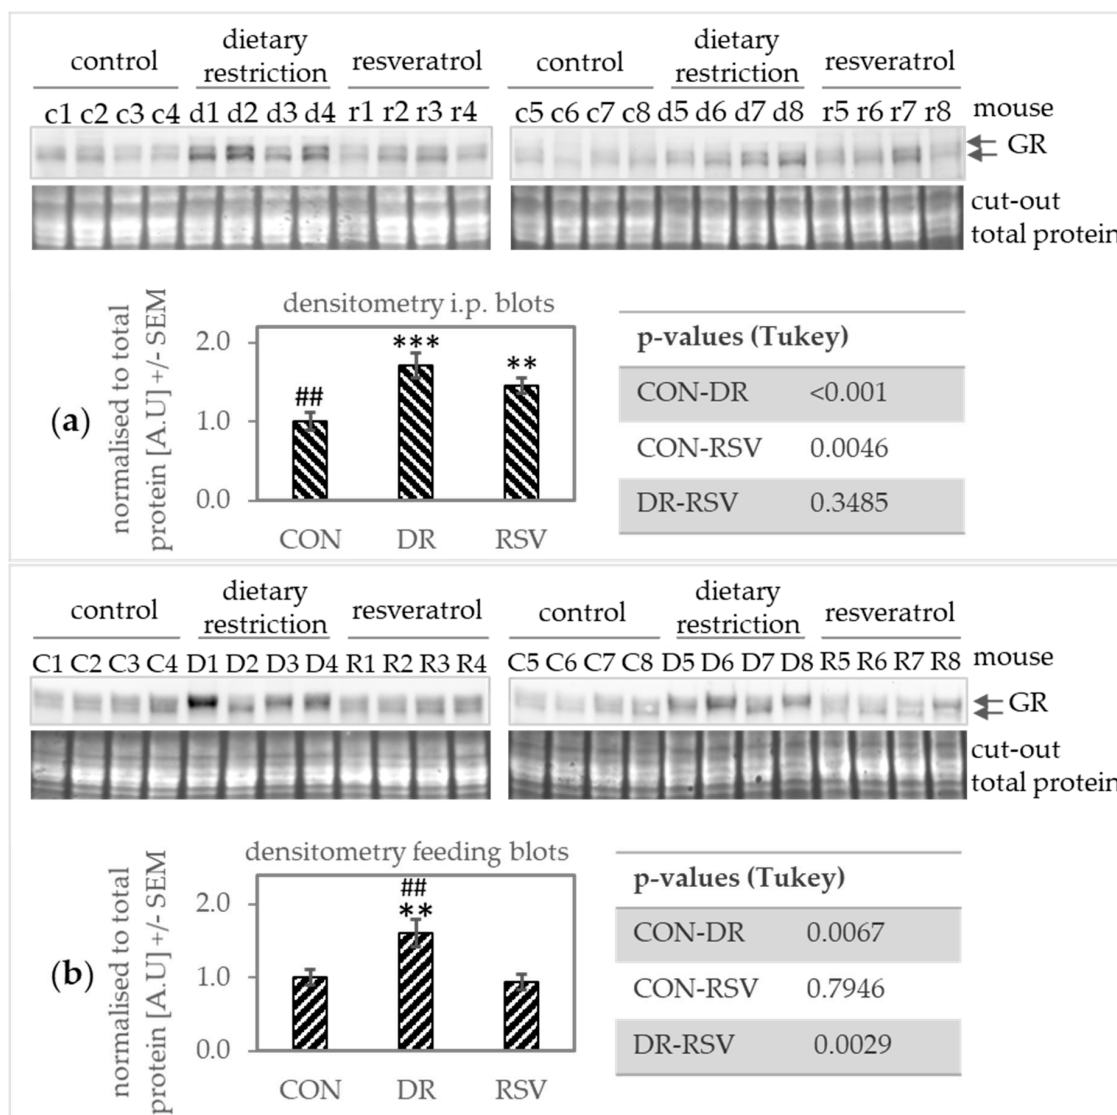 control dietary restriction resveratrol control dietary restriction resveratrol
c1 c2 c3 c4 d1 d2 d3 d4 r1 r2 r3 r4 c5 c6 c7 c8 d5 d6 d7 d8 r5 r6 r7 r8 mouse
GR
cut-out
total protein
(a)
normalised to total
protein [A.U] +/- SEM
densitometry i.p. blots
2.0
1.0
0.0
## *** **
CON DR RSV
p-values (Tukey)
CON-DR <0.001
CON-RSV 0.0046
DR-RSV 0.3485
control dietary restriction resveratrol control dietary restriction resveratrol
C1 C2 C3 C4 D1 D2 D3 D4 R1 R2 R3 R4 C5 C6 C7 C8 D5 D6 D7 D8 R5 R6 R7 R8 mouse
GR
cut-out
total protein
(b)
normalised to total
protein [A.U] +/- SEM
densitometry feeding blots
2.0
1.0
0.0
##
**
CON DR RSV
p-values (Tukey)
CON-DR 0.0067
CON-RSV 0.7946
DR-RSV 0.0029